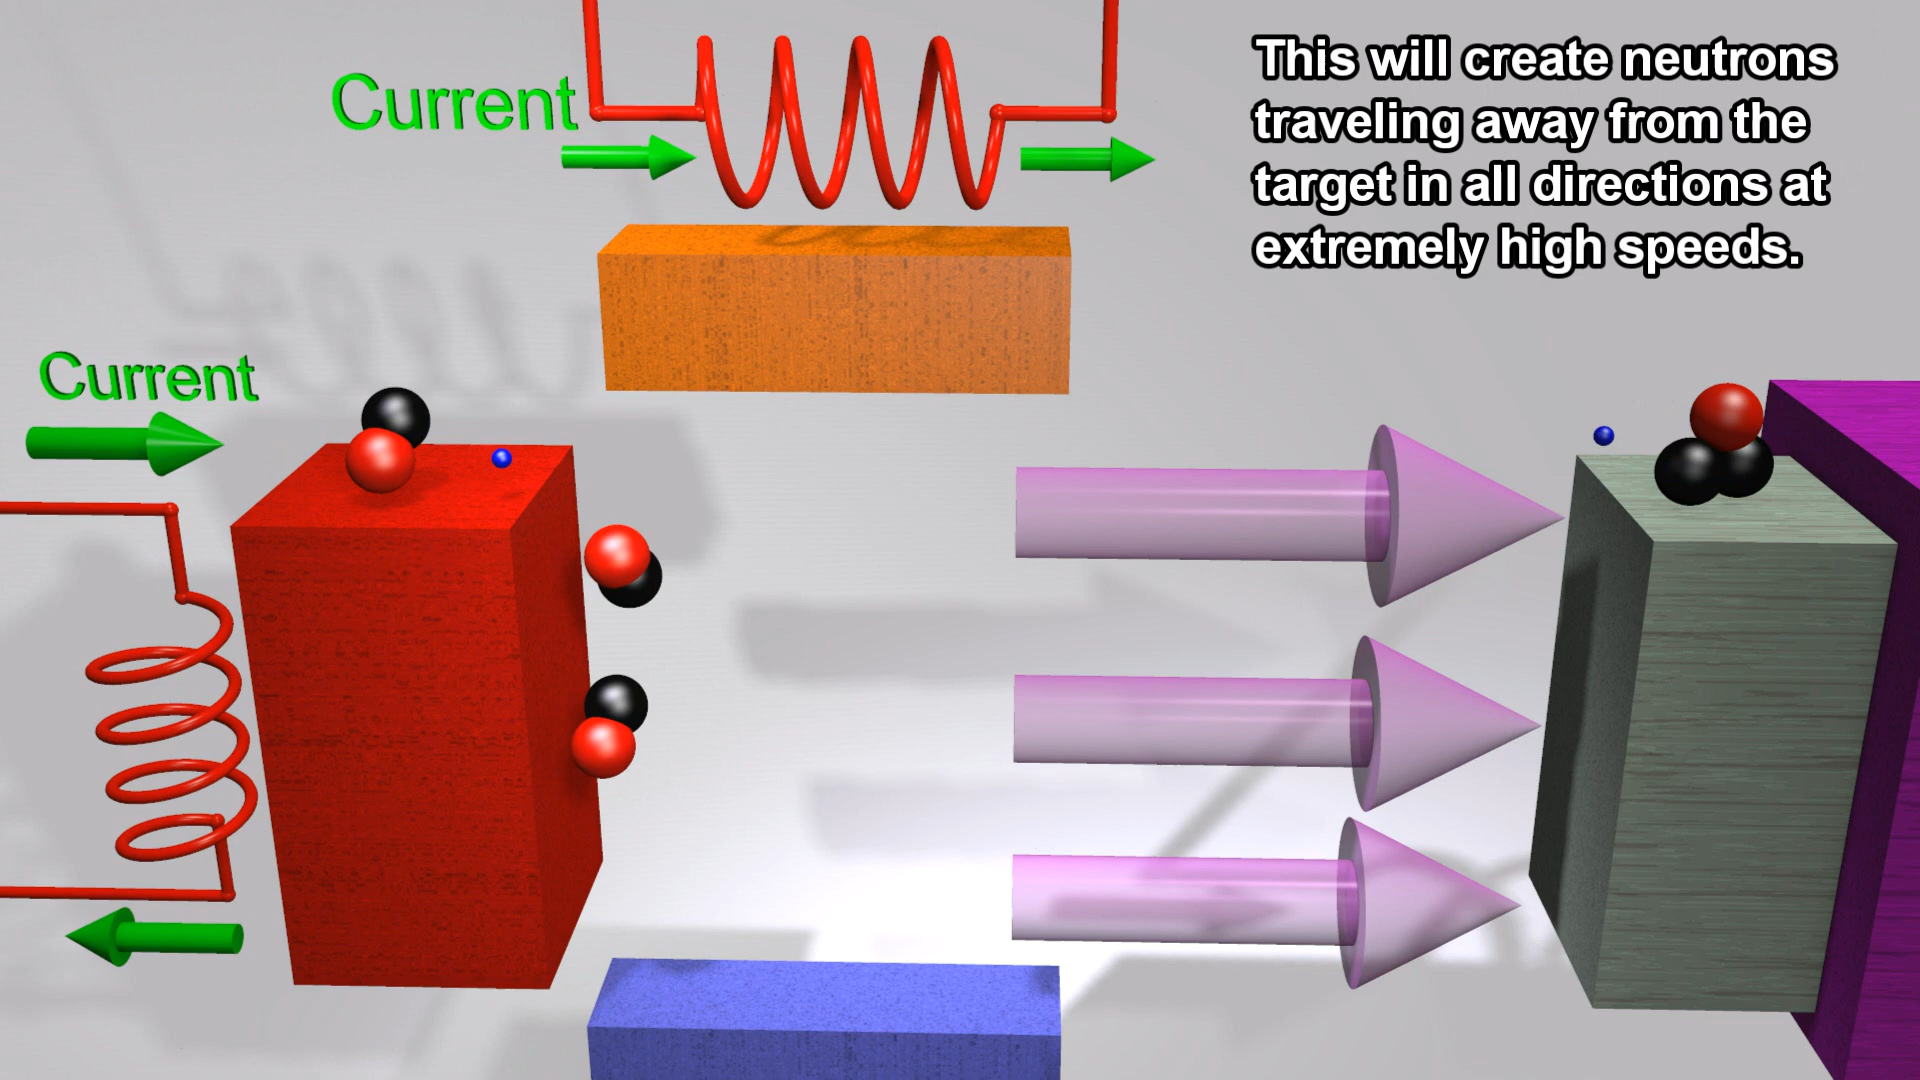 Current
This will create neutrons
traveling away from the
target in all directions at
extremely high speeds.
Current